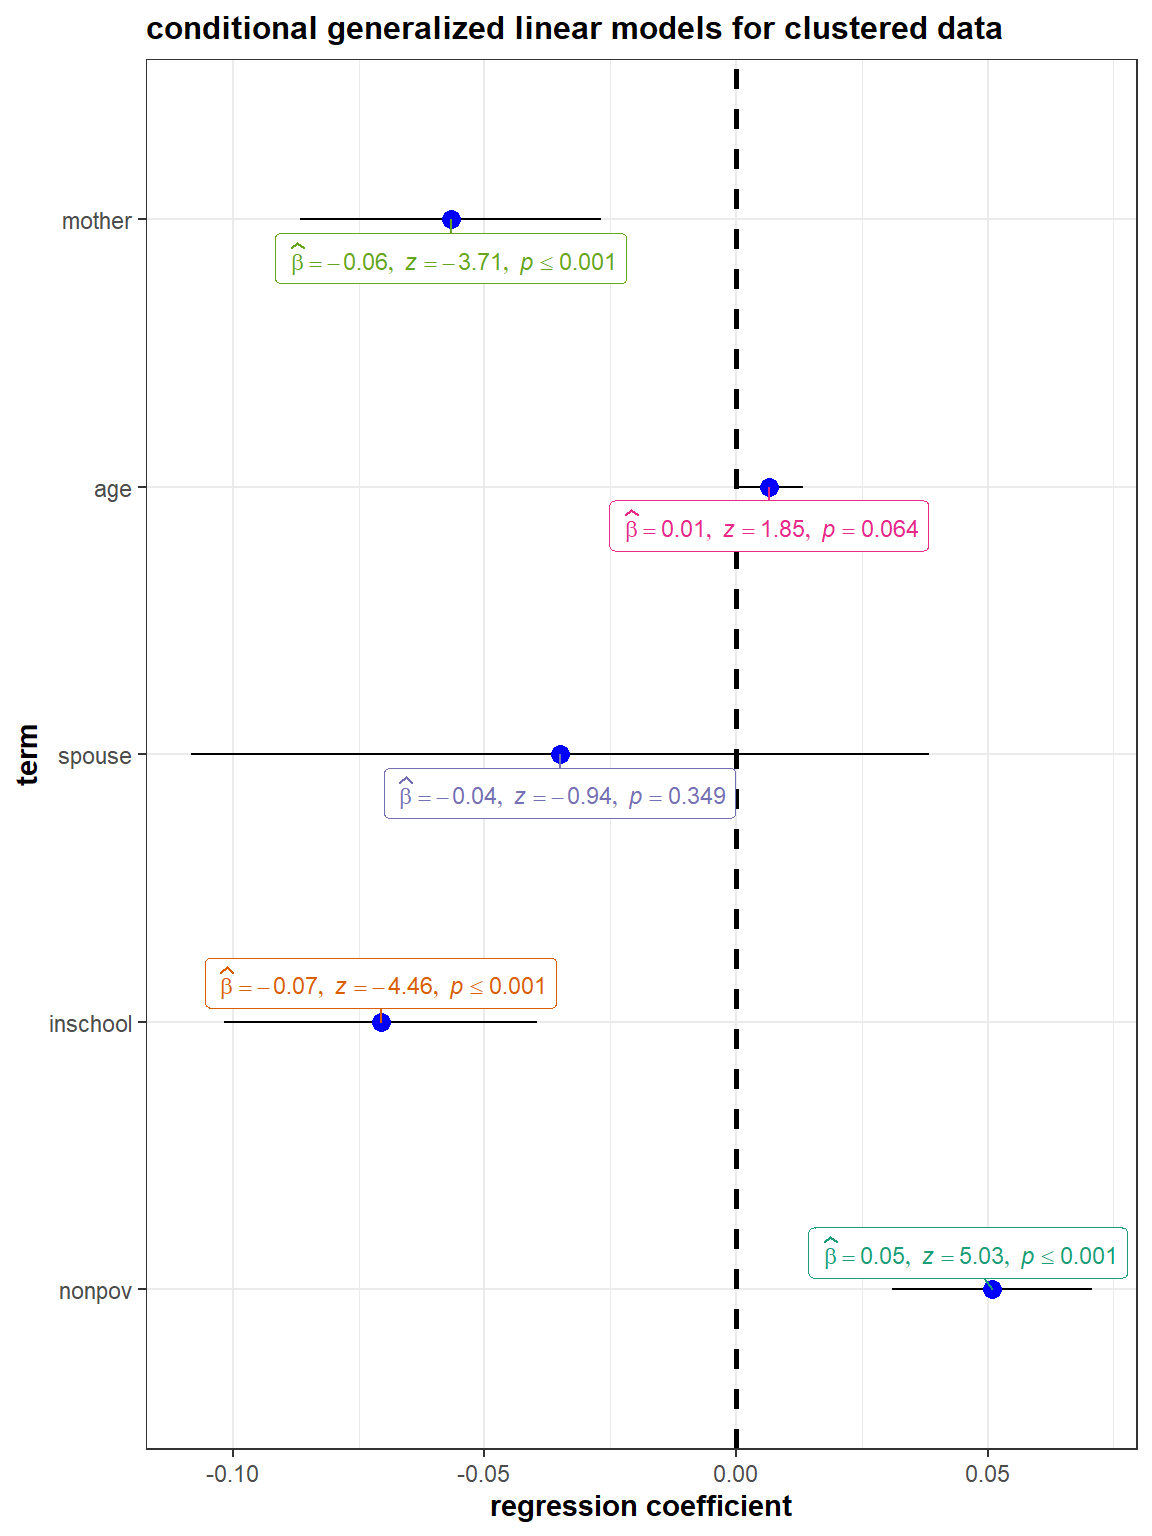 conditional generalized linear models for clustered data
mother
β̂ = −0.06, z = −3.71, p ≤ 0.001
age
β̂ = 0.01, z = 1.85, p = 0.064
term
spouse
β̂ = −0.04, z = −0.94, p = 0.349
β̂ = −0.07, z = −4.46, p ≤ 0.001
inschool
β̂ = 0.05, z = 5.03, p ≤ 0.001
nonpov
-0.10 -0.05 0.00 0.05
regression coefficient